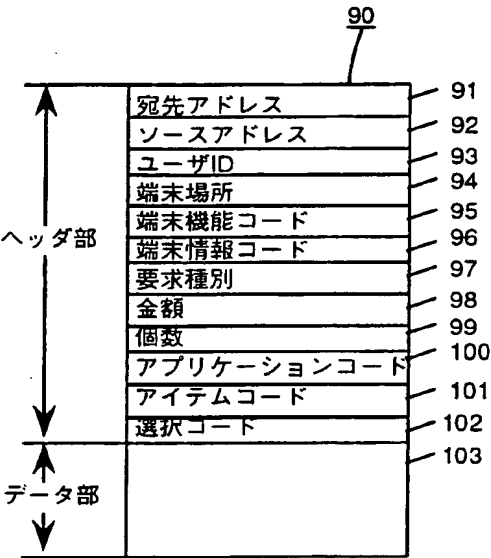 90
宛先アドレス 91
ソースアドレス 92
ユーザID 93
端末場所 94
端末機能コード 95
ヘッダ部
端末情報コード 96
要求種別 97
金額 98
個数 99
アプリケーションコード 100
アイテムコード 101
選択コード 102
103
データ部